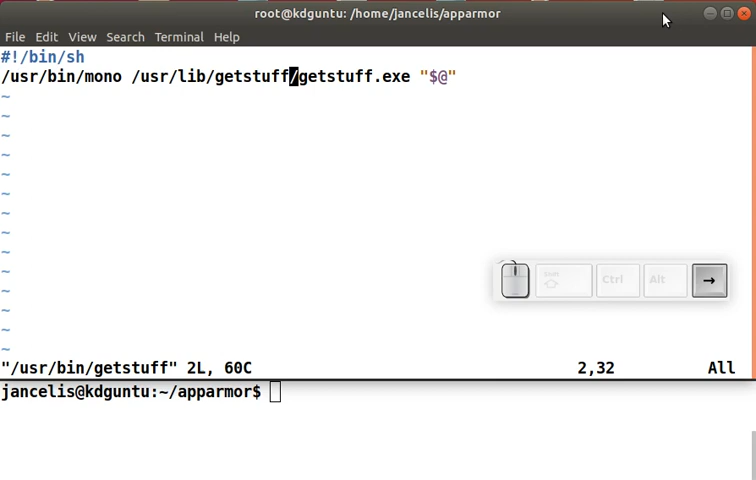 root@kdguntu: /home/jancelis/apparmor
File Edit View Search Terminal Help
#!/bin/sh
/usr/bin/mono /usr/lib/getstuff/getstuff.exe "$@"
~
~
~
~
~
~
~
~
~
~
~
~
~
~
Shift Ctrl Alt →
"/usr/bin/getstuff" 2L, 60C 2,32 All
jancelis@kdguntu:~/apparmor$